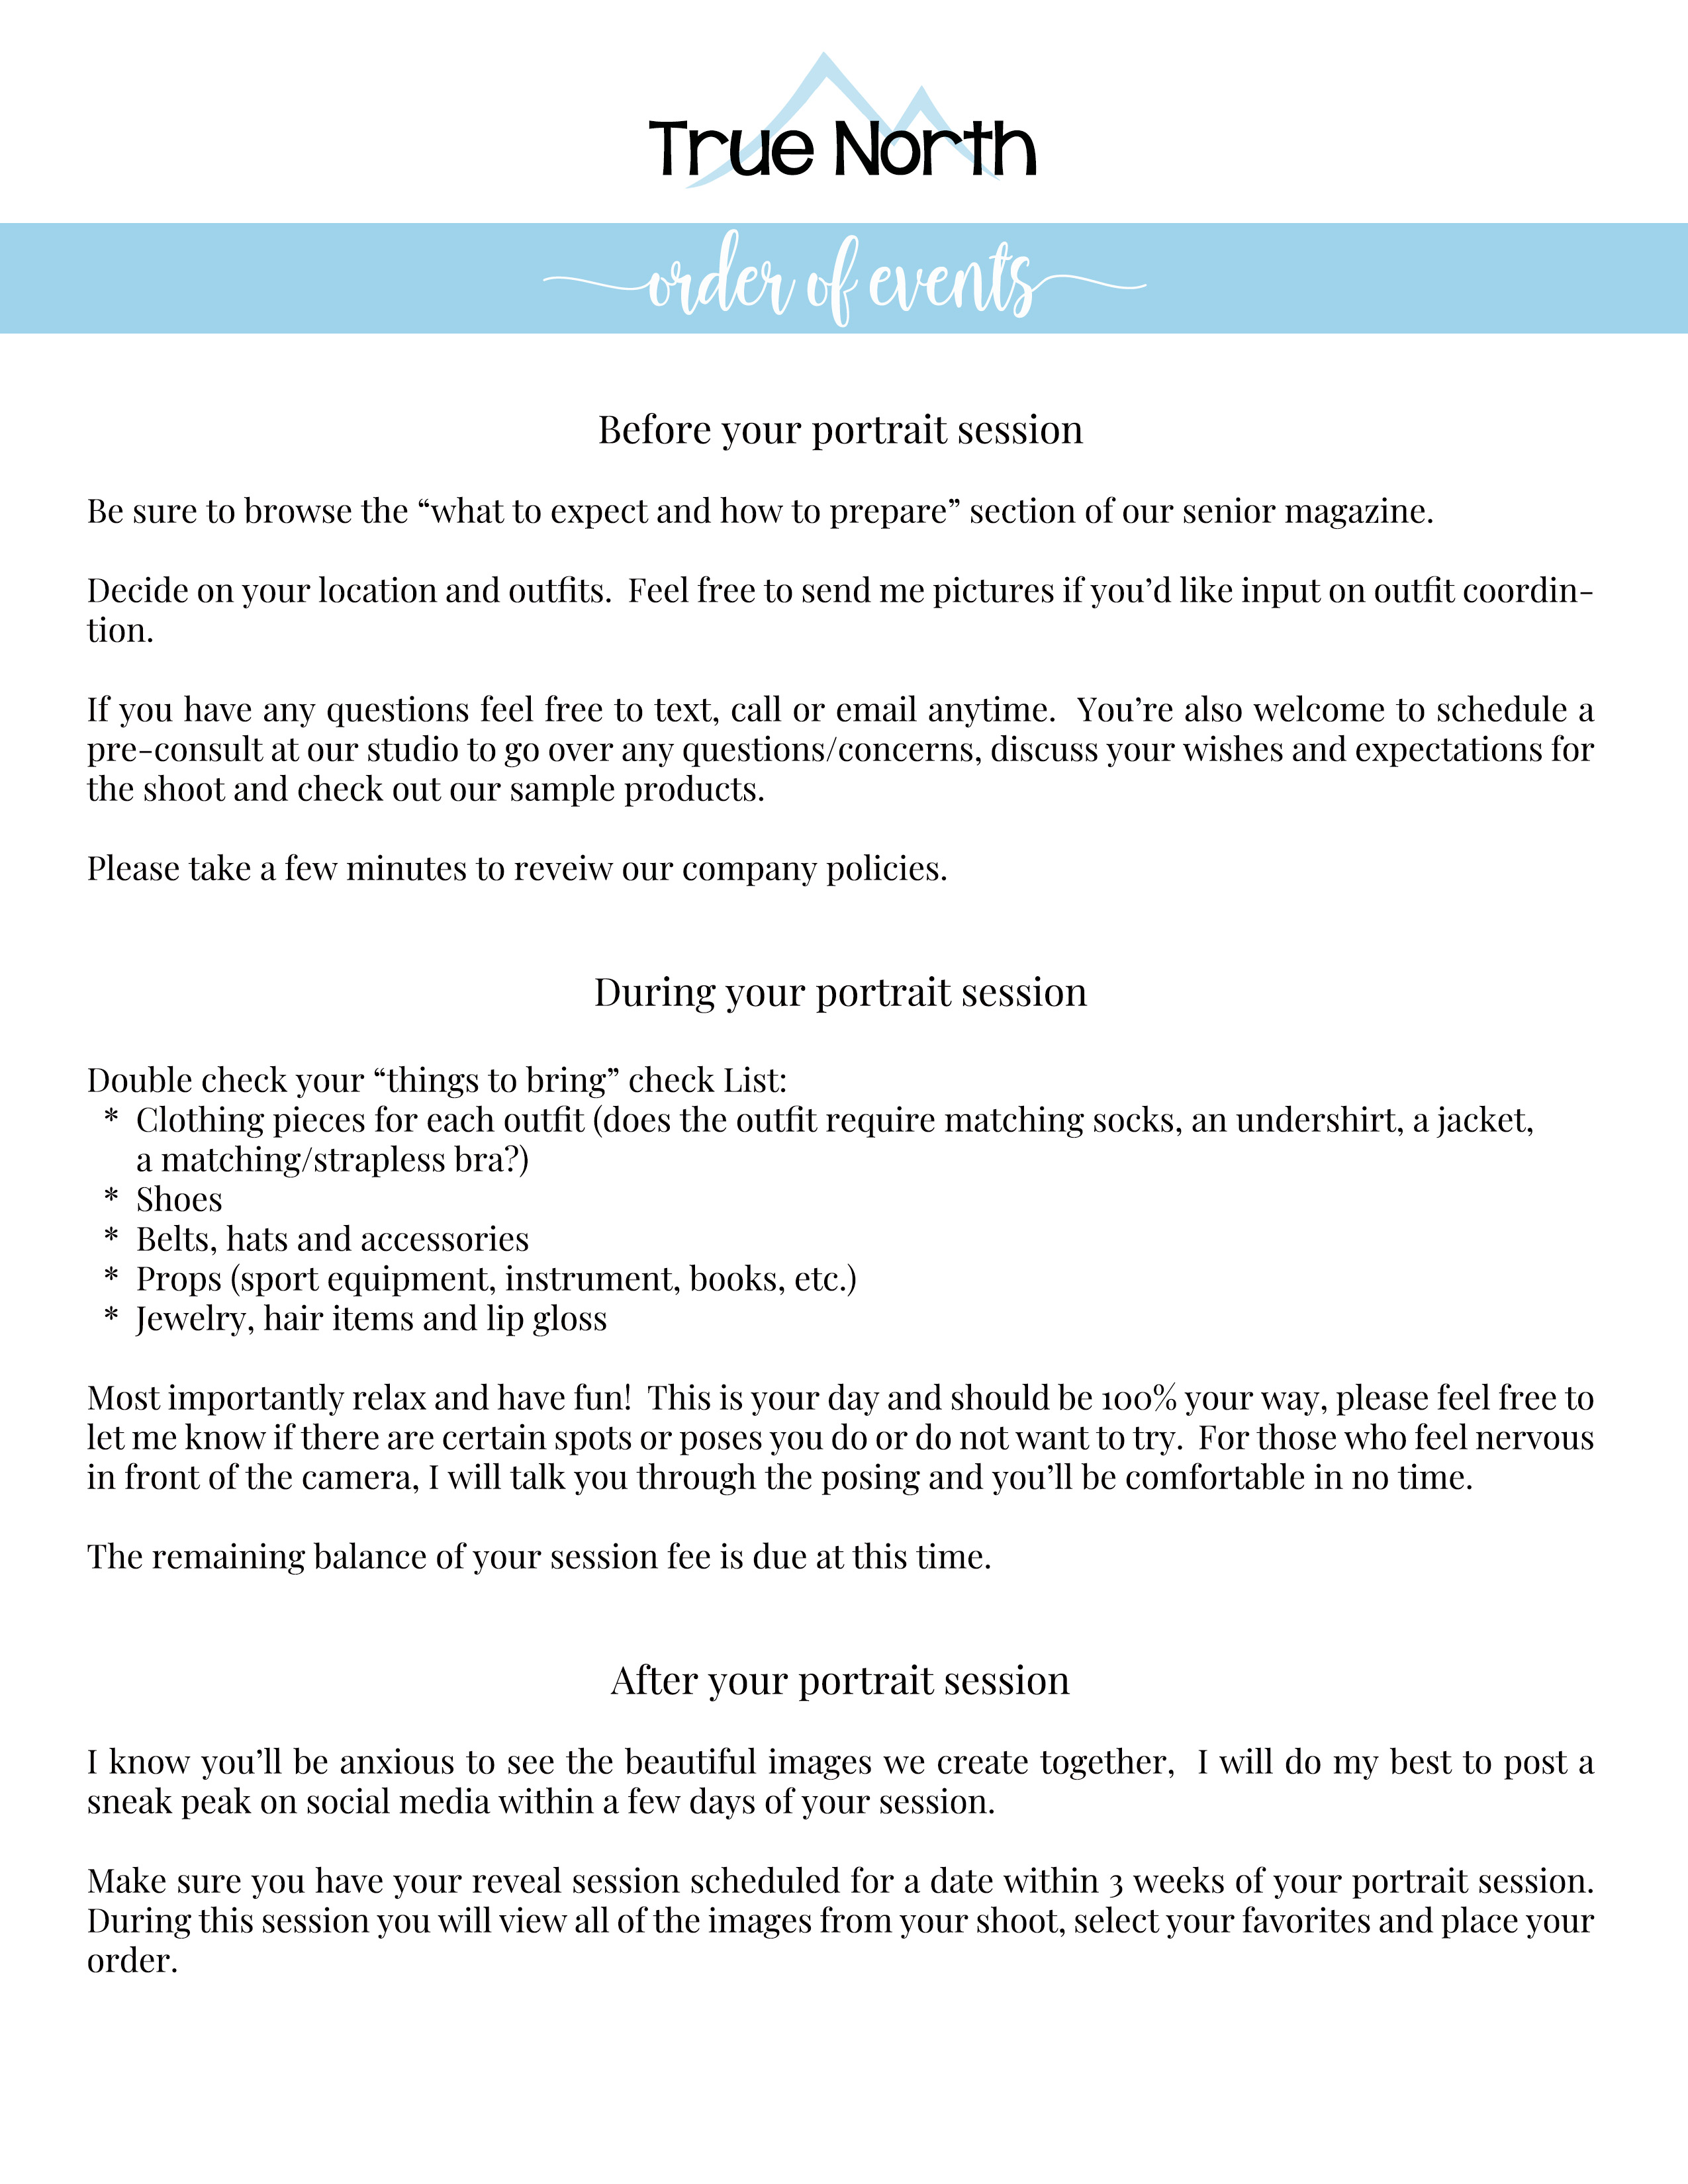 True North
order of events
Before your portrait session
Be sure to browse the “what to expect and how to prepare” section of our senior magazine.
Decide on your location and outfits.  Feel free to send me pictures if you’d like input on outfit coordin-
tion.
If you have any questions feel free to text, call or email anytime.  You’re also welcome to schedule a
pre-consult at our studio to go over any questions/concerns, discuss your wishes and expectations for
the shoot and check out our sample products.
Please take a few minutes to reveiw our company policies.
During your portrait session
Double check your “things to bring” check List:
* Clothing pieces for each outfit (does the outfit require matching socks, an undershirt, a jacket,
a matching/strapless bra?)
* Shoes
* Belts, hats and accessories
* Props (sport equipment, instrument, books, etc.)
* Jewelry, hair items and lip gloss
Most importantly relax and have fun!  This is your day and should be 100% your way, please feel free to
let me know if there are certain spots or poses you do or do not want to try.  For those who feel nervous
in front of the camera, I will talk you through the posing and you’ll be comfortable in no time.
The remaining balance of your session fee is due at this time.
After your portrait session
I know you’ll be anxious to see the beautiful images we create together,  I will do my best to post a
sneak peak on social media within a few days of your session.
Make sure you have your reveal session scheduled for a date within 3 weeks of your portrait session.
During this session you will view all of the images from your shoot, select your favorites and place your
order.